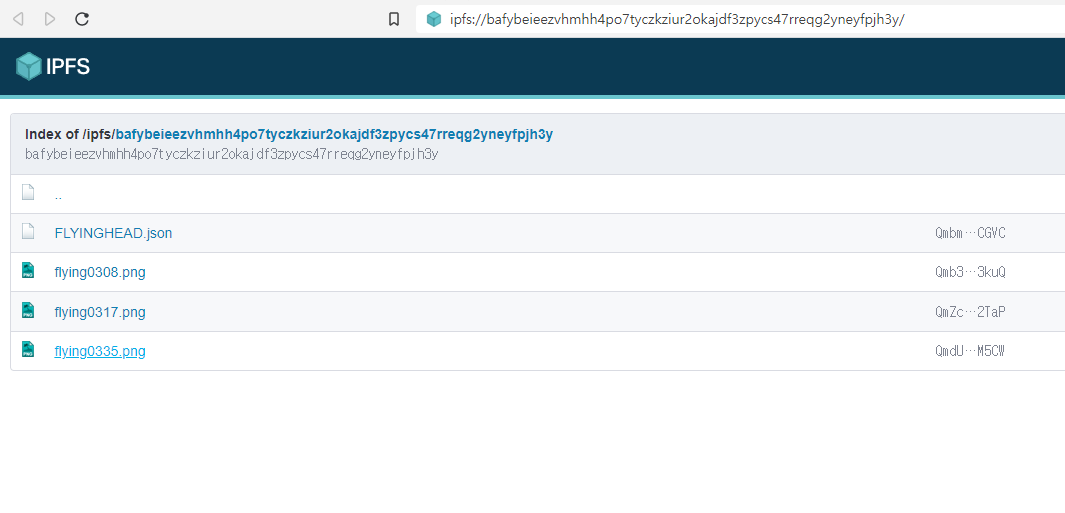 ipfs://bafybeieezvhmhh4po7tyczkziur2okajdf3zpycs47rreqg2yneyfpjh3y/
IPFS
Index of /ipfs/bafybeieezvhmhh4po7tyczkziur2okajdf3zpycs47rreqg2yneyfpjh3y
bafybeieezvhmhh4po7tyczkziur2okajdf3zpycs47rreqg2yneyfpjh3y
..
FLYINGHEAD.json Qmbm…CGVC
PNG flying0308.png Qmb3…3kuQ
PNG flying0317.png QmZc…2TaP
PNG flying0335.png QmdU…M5CW